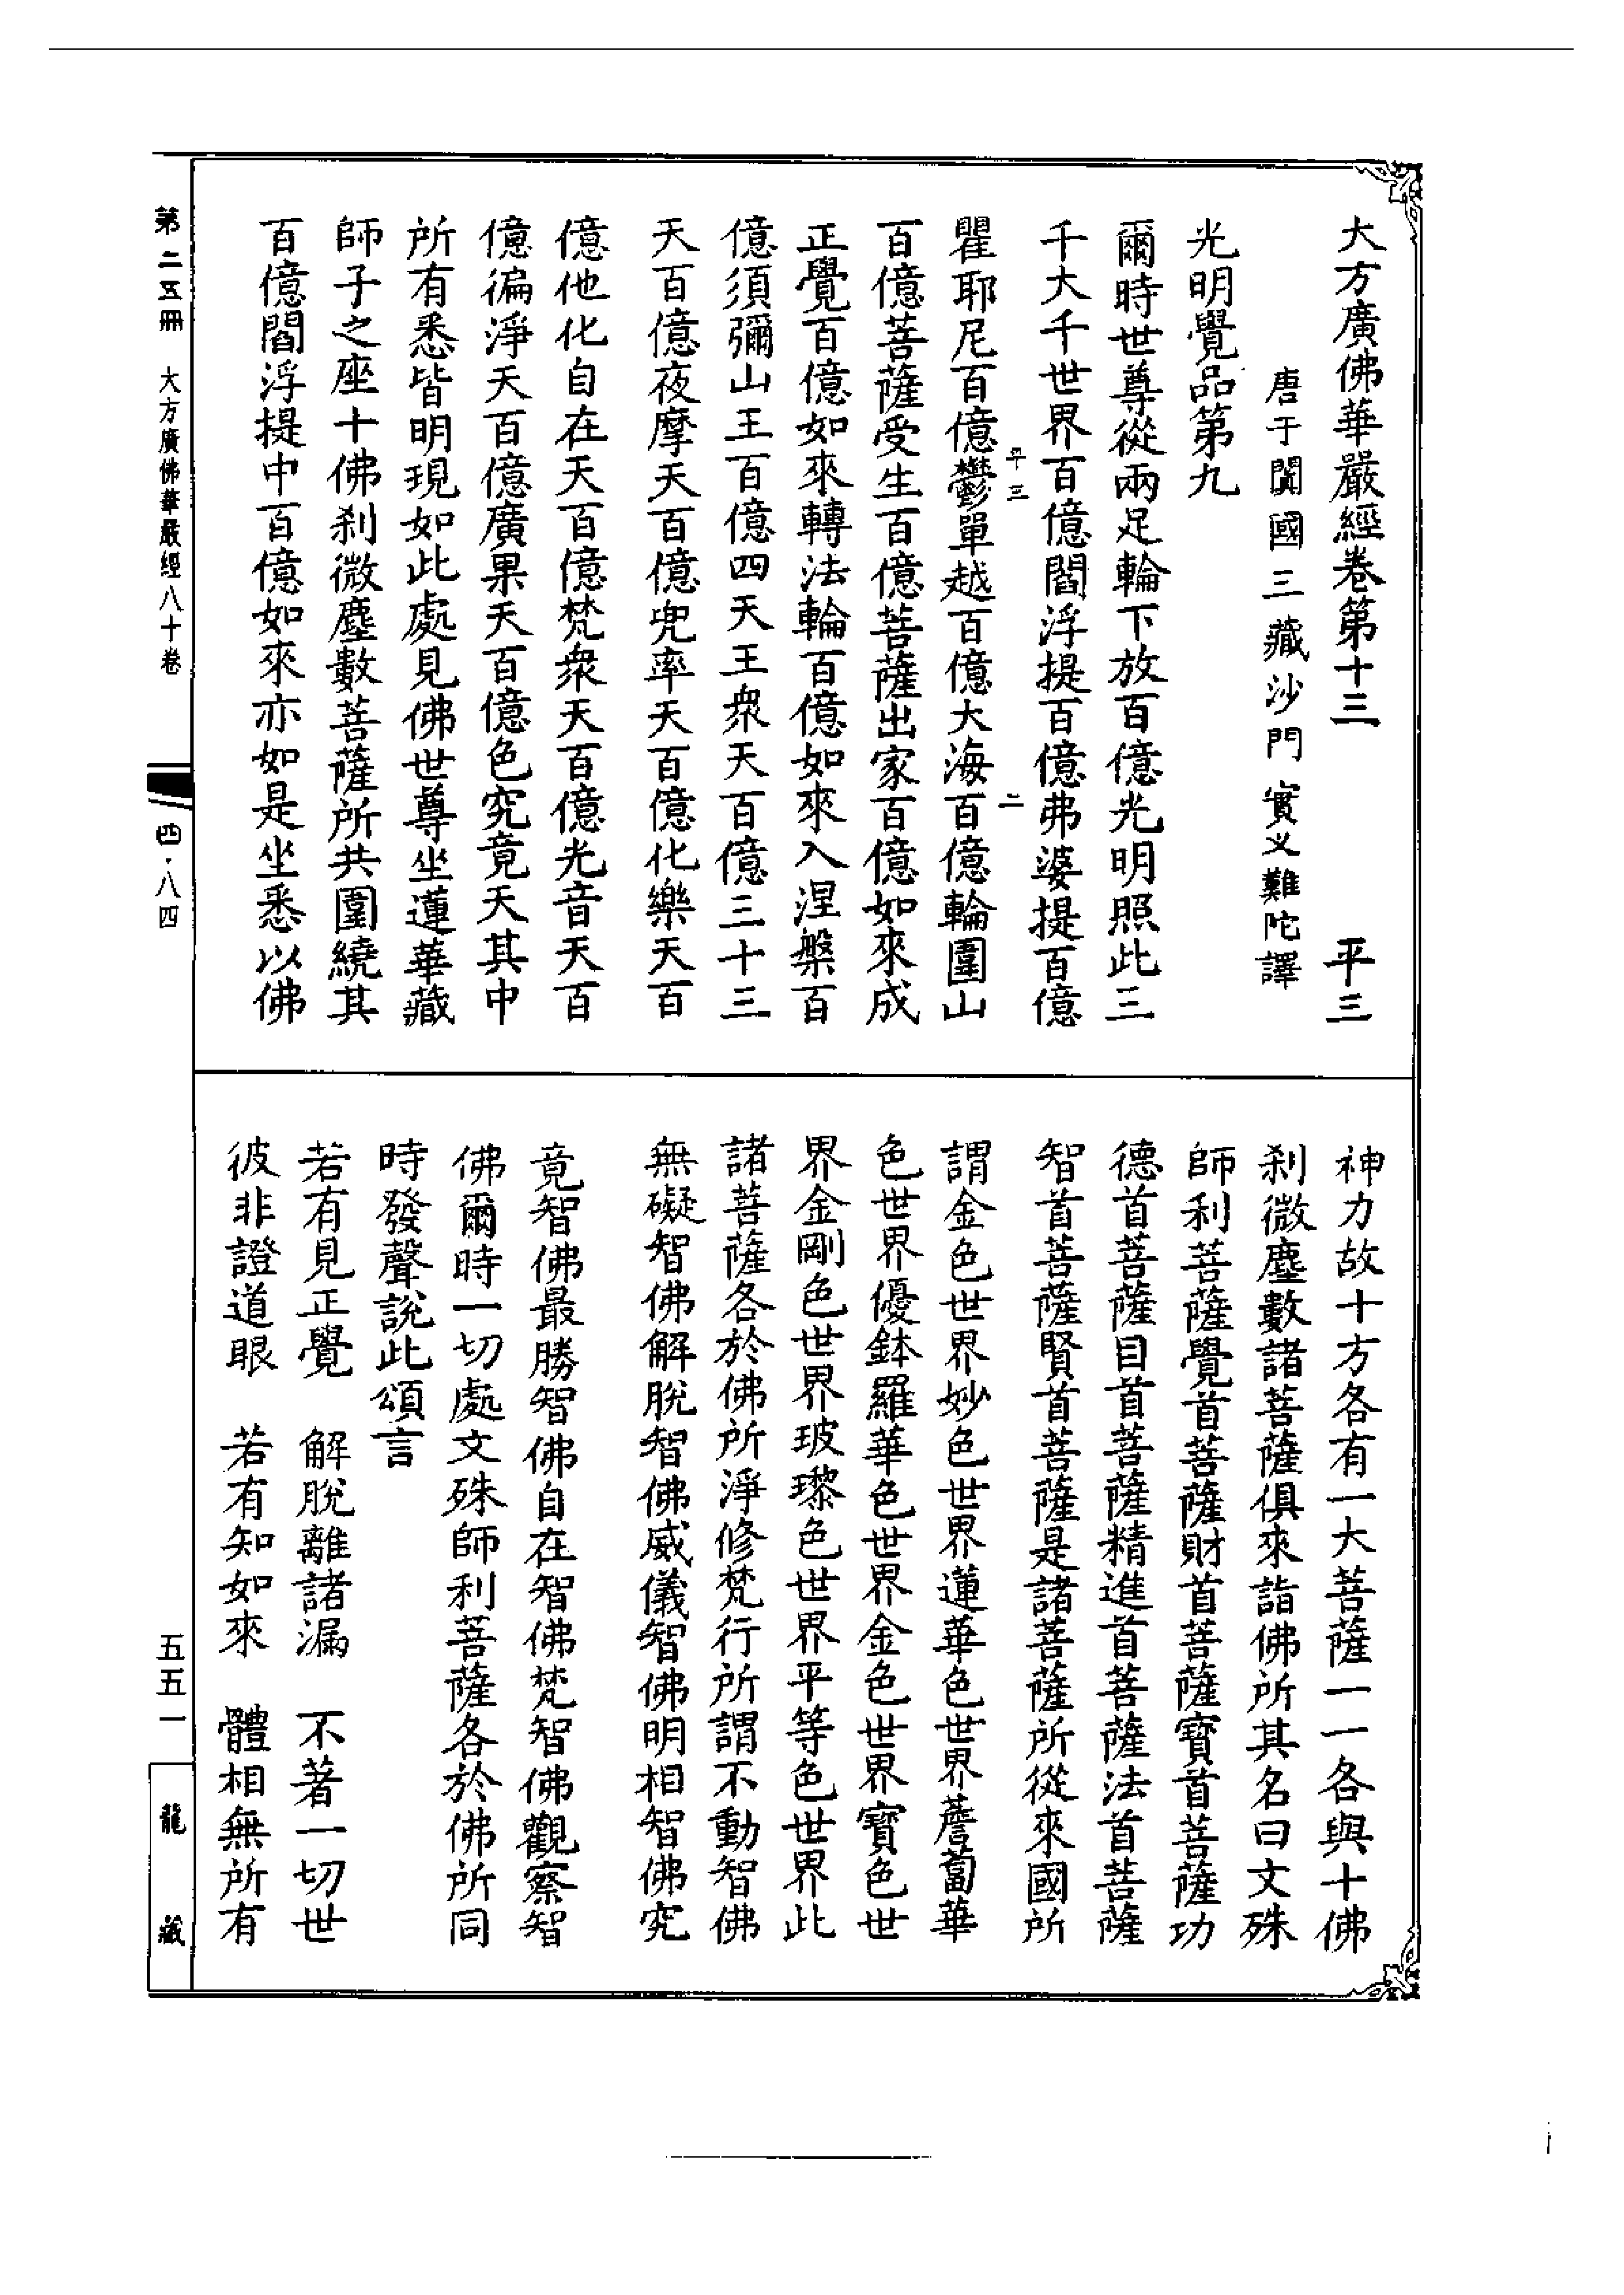 大方廣佛華嚴經卷第十三 平三
唐于闐國三藏沙門實叉難陀譯
光明覺品第九
爾時世尊從兩足輪下放百億光明照此三
千大千世界百億閻浮提百億弗婆提百億
平三 二
瞿耶尼百億鬱單越百億大海百億輪圍山
百億菩薩受生百億菩薩出家百億如來成
正覺百億如來轉法輪百億如來入涅槃百
億須彌山王百億四天王衆天百億三十三
天百億夜摩天百億兜率天百億化樂天百
億他化自在天百億梵衆天百億光音天百
億徧淨天百億廣果天百億色究竟天其中
所有悉皆明現如此處見佛世尊坐蓮華藏
師子之座十佛刹微塵數菩薩所共圍繞其
百億閻浮提中百億如來亦如是坐悉以佛
神力故十方各有一大菩薩一一各與十佛
刹微塵數諸菩薩俱來詣佛所其名曰文殊
師利菩薩覺首菩薩財首菩薩寶首菩薩功
德首菩薩目首菩薩精進首菩薩法首菩薩
智首菩薩賢首菩薩是諸菩薩所從來國所
謂金色世界妙色世界蓮華色世界薝蔔華
色世界優鉢羅華色世界金色世界寶色世
界金剛色世界玻瓈色世界平等色世界此
諸菩薩各於佛所淨修梵行所謂不動智佛
無礙智佛解脫智佛威儀智佛明相智佛究
竟智佛最勝智佛自在智佛梵智佛觀察智
佛爾時一切處文殊師利菩薩各於佛所同
時發聲說此頌言
若有見正覺 解脫離諸漏 不著一切世
彼非證道眼 若有知如來 體相無所有
第二五冊 大方廣佛華嚴經八十卷 四·八四 五五一 龍藏